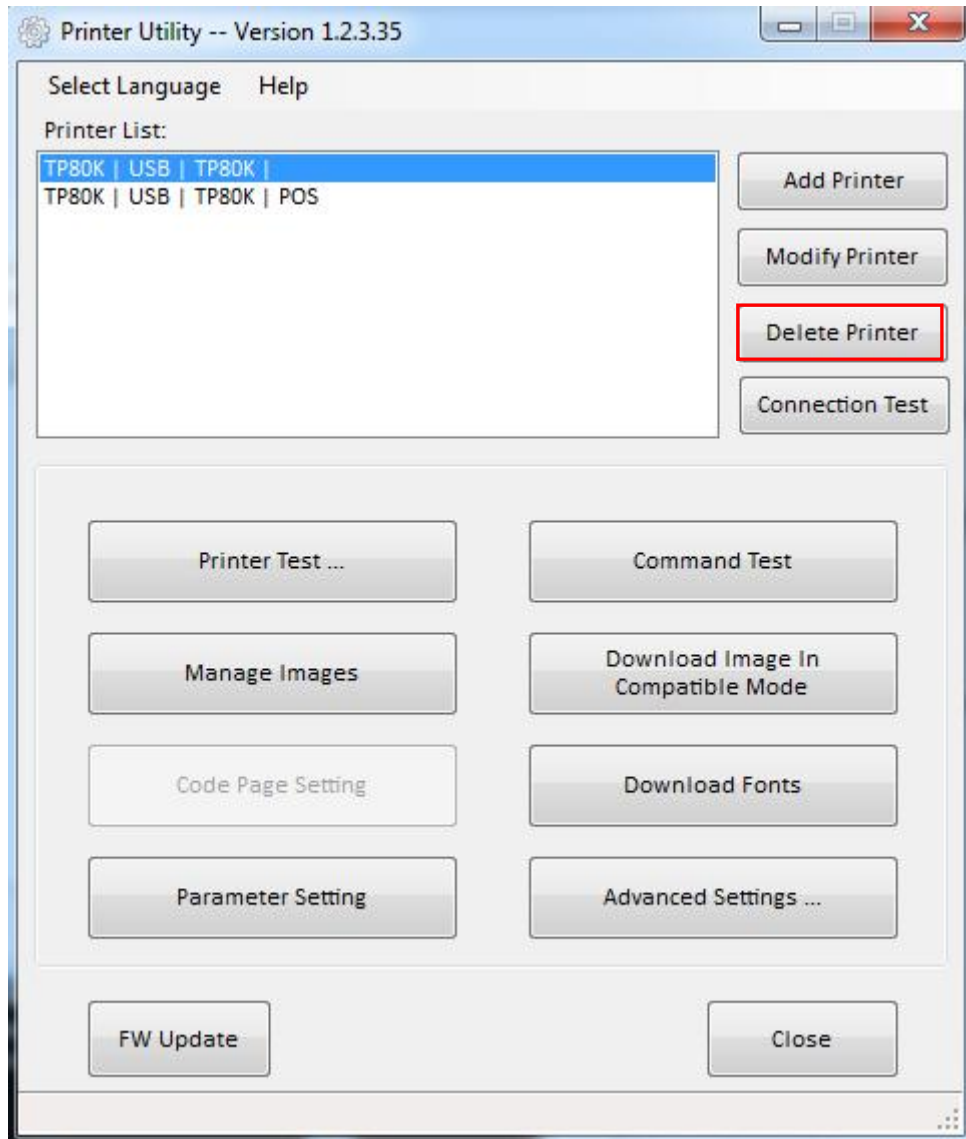 Printer Utility -- Version 1.2.3.35
Select Language Help
Printer List:
TP80K | USB | TP80K |
TP80K | USB | TP80K | POS
Add Printer
Modify Printer
Delete Printer
Connection Test
Printer Test ...
Command Test
Manage Images
Download Image In
Compatible Mode
Code Page Setting
Download Fonts
Parameter Setting
Advanced Settings ...
FW Update
Close